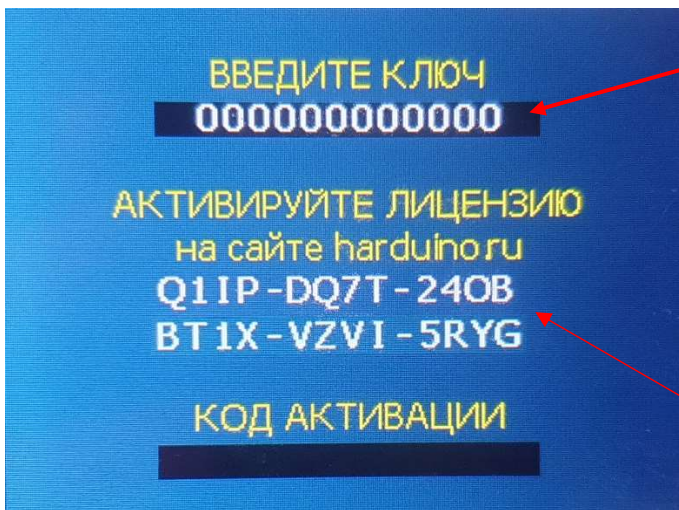 ВВЕДИТЕ КЛЮЧ
000000000000
АКТИВИРУЙТЕ ЛИЦЕНЗИЮ
на сайте harduino.ru
Q1IP-DQ7T-24OB
BT1X-VZVI-5RYG
КОД АКТИВАЦИИ